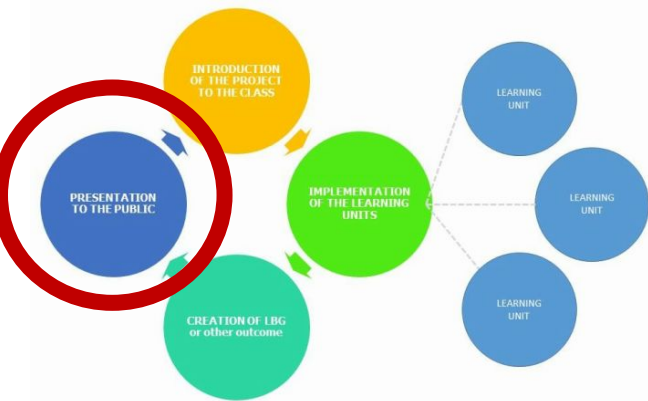 INTRODUCTION
OF THE PROJECT
TO THE CLASS
LEARNING
UNIT
PRESENTATION
TO THE PUBLIC
IMPLEMENTATION
OF THE LEARNING
UNITS
LEARNING
UNIT
CREATION OF LBG
or other outcome
LEARNING
UNIT